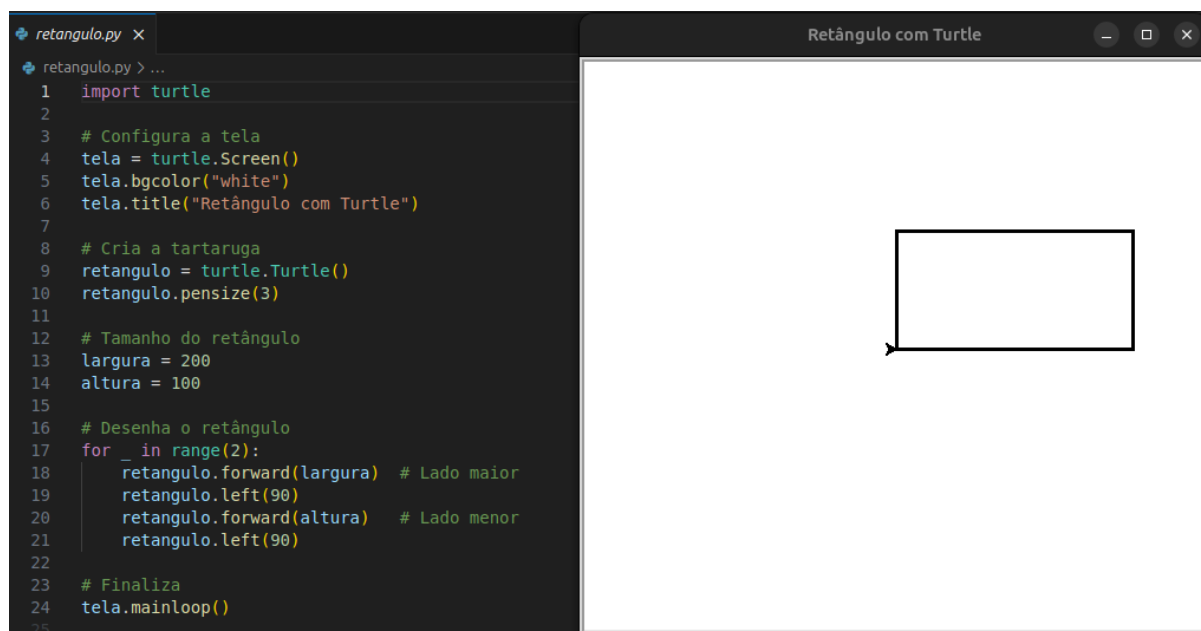 retangulo.py
retangulo.py > ...
1 import turtle
2
3 # Configura a tela
4 tela = turtle.Screen()
5 tela.bgcolor("white")
6 tela.title("Retângulo com Turtle")
7
8 # Cria a tartaruga
9 retangulo = turtle.Turtle()
10 retangulo.pensize(3)
11
12 # Tamanho do retângulo
13 largura = 200
14 altura = 100
15
16 # Desenha o retângulo
17 for _ in range(2):
18     retangulo.forward(largura)  # Lado maior
19     retangulo.left(90)
20     retangulo.forward(altura)   # Lado menor
21     retangulo.left(90)
22
23 # Finaliza
24 tela.mainloop()
25
Retângulo com Turtle